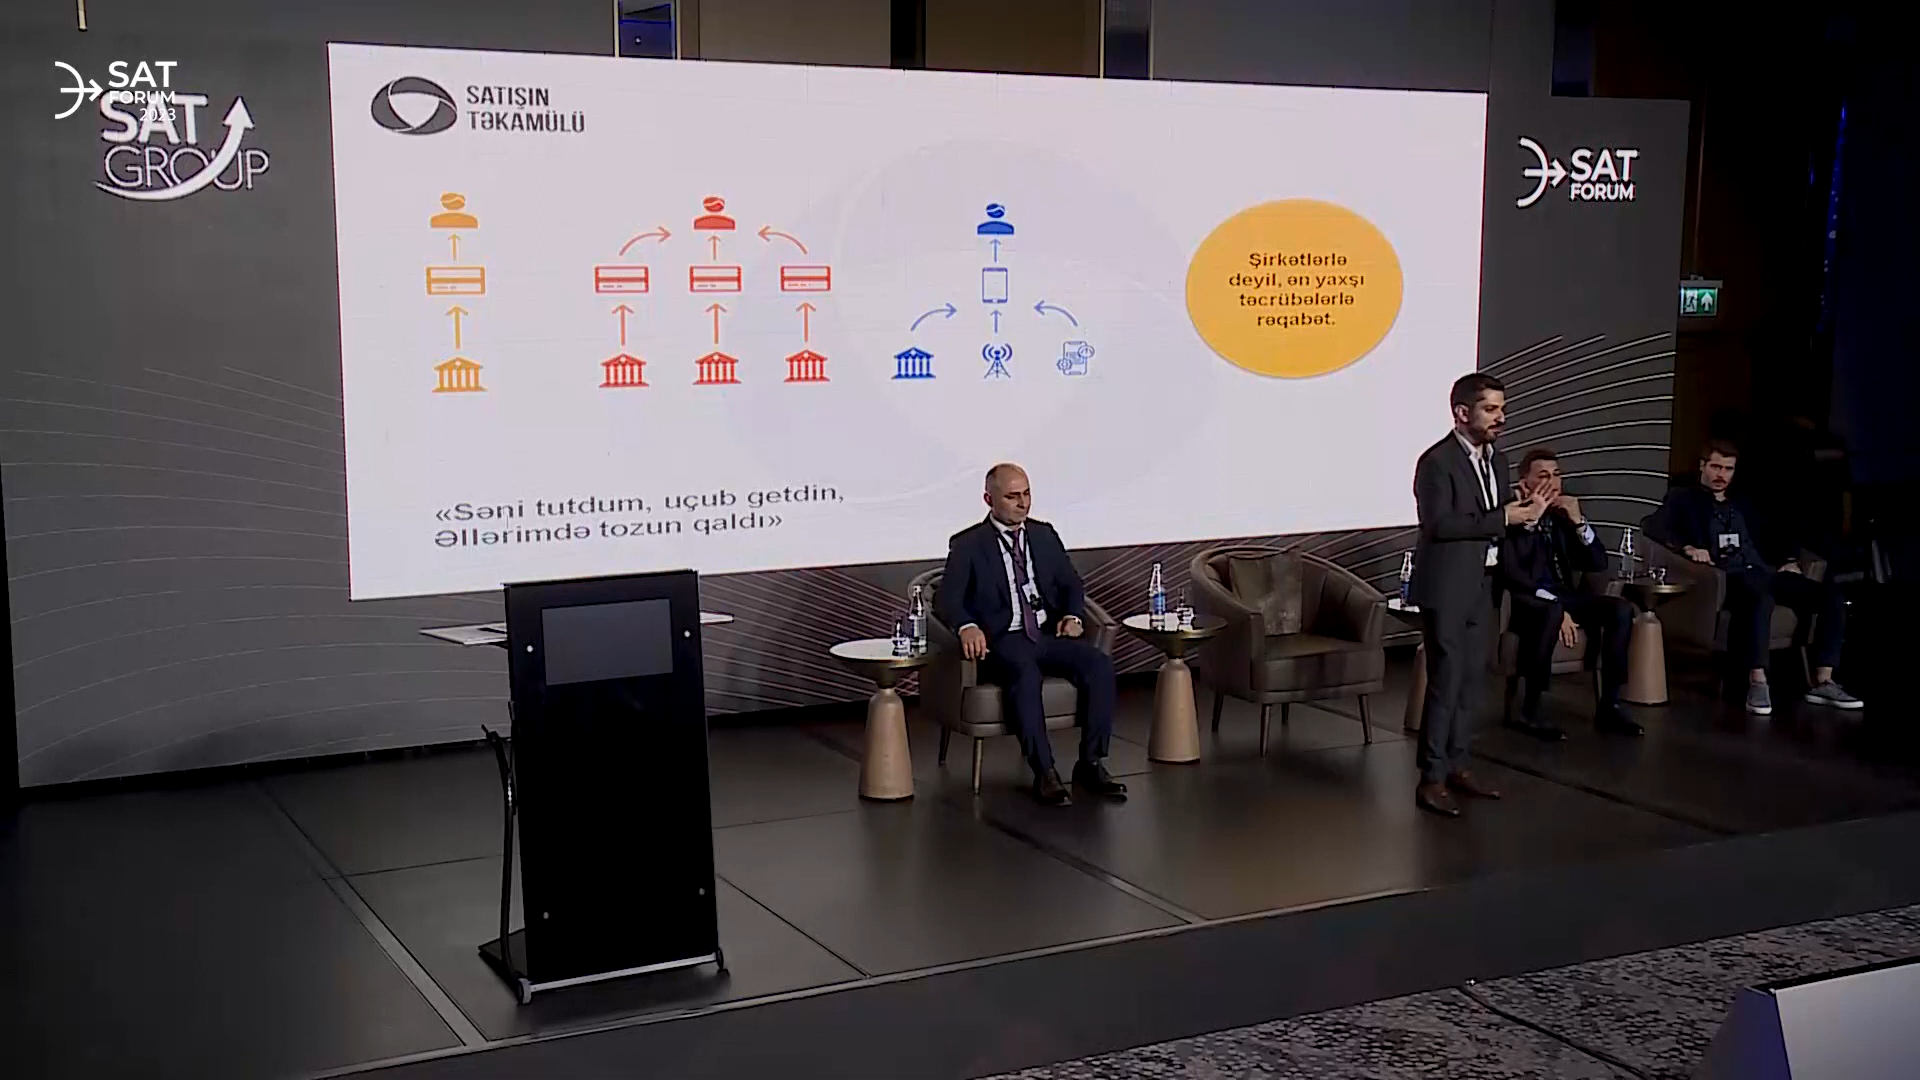 SAT
FORUM
2023
SAT
GROUP
SATIŞIN
TƏKAMÜLÜ
Şirkətlərlə
deyil, ən yaxşı
təcrübələrlə
rəqabət.
«Səni tutdum, uçub getdin,
Əllərimdə tozun qaldı»
SAT
FORUM